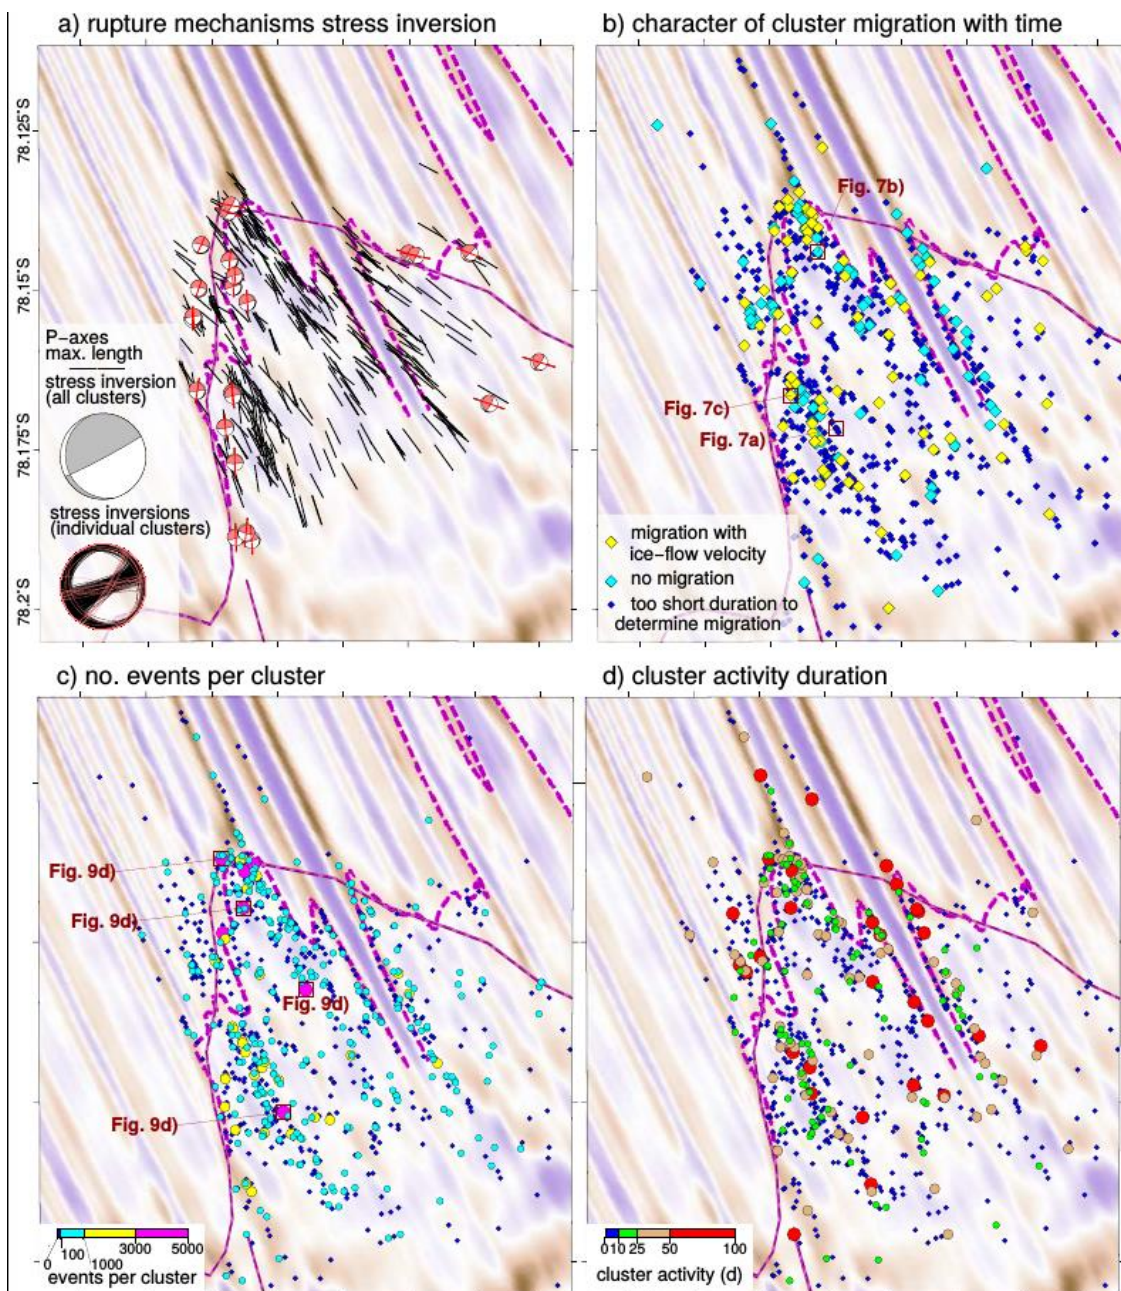 a) rupture mechanisms stress inversion
78.125°S
78.15°S
78.175°S
78.2°S
P-axes
max. length
stress inversion
(all clusters)
stress inversions
(individual clusters)
b) character of cluster migration with time
Fig. 7b)
Fig. 7c)
Fig. 7a)
migration with
ice-flow velocity
no migration
too short duration to
determine migration
c) no. events per cluster
Fig. 9d)
Fig. 9d)
Fig. 9d)
Fig. 9d)
0 100 1000 3000 5000
events per cluster
d) cluster activity duration
0 10 25 50 100
cluster activity (d)